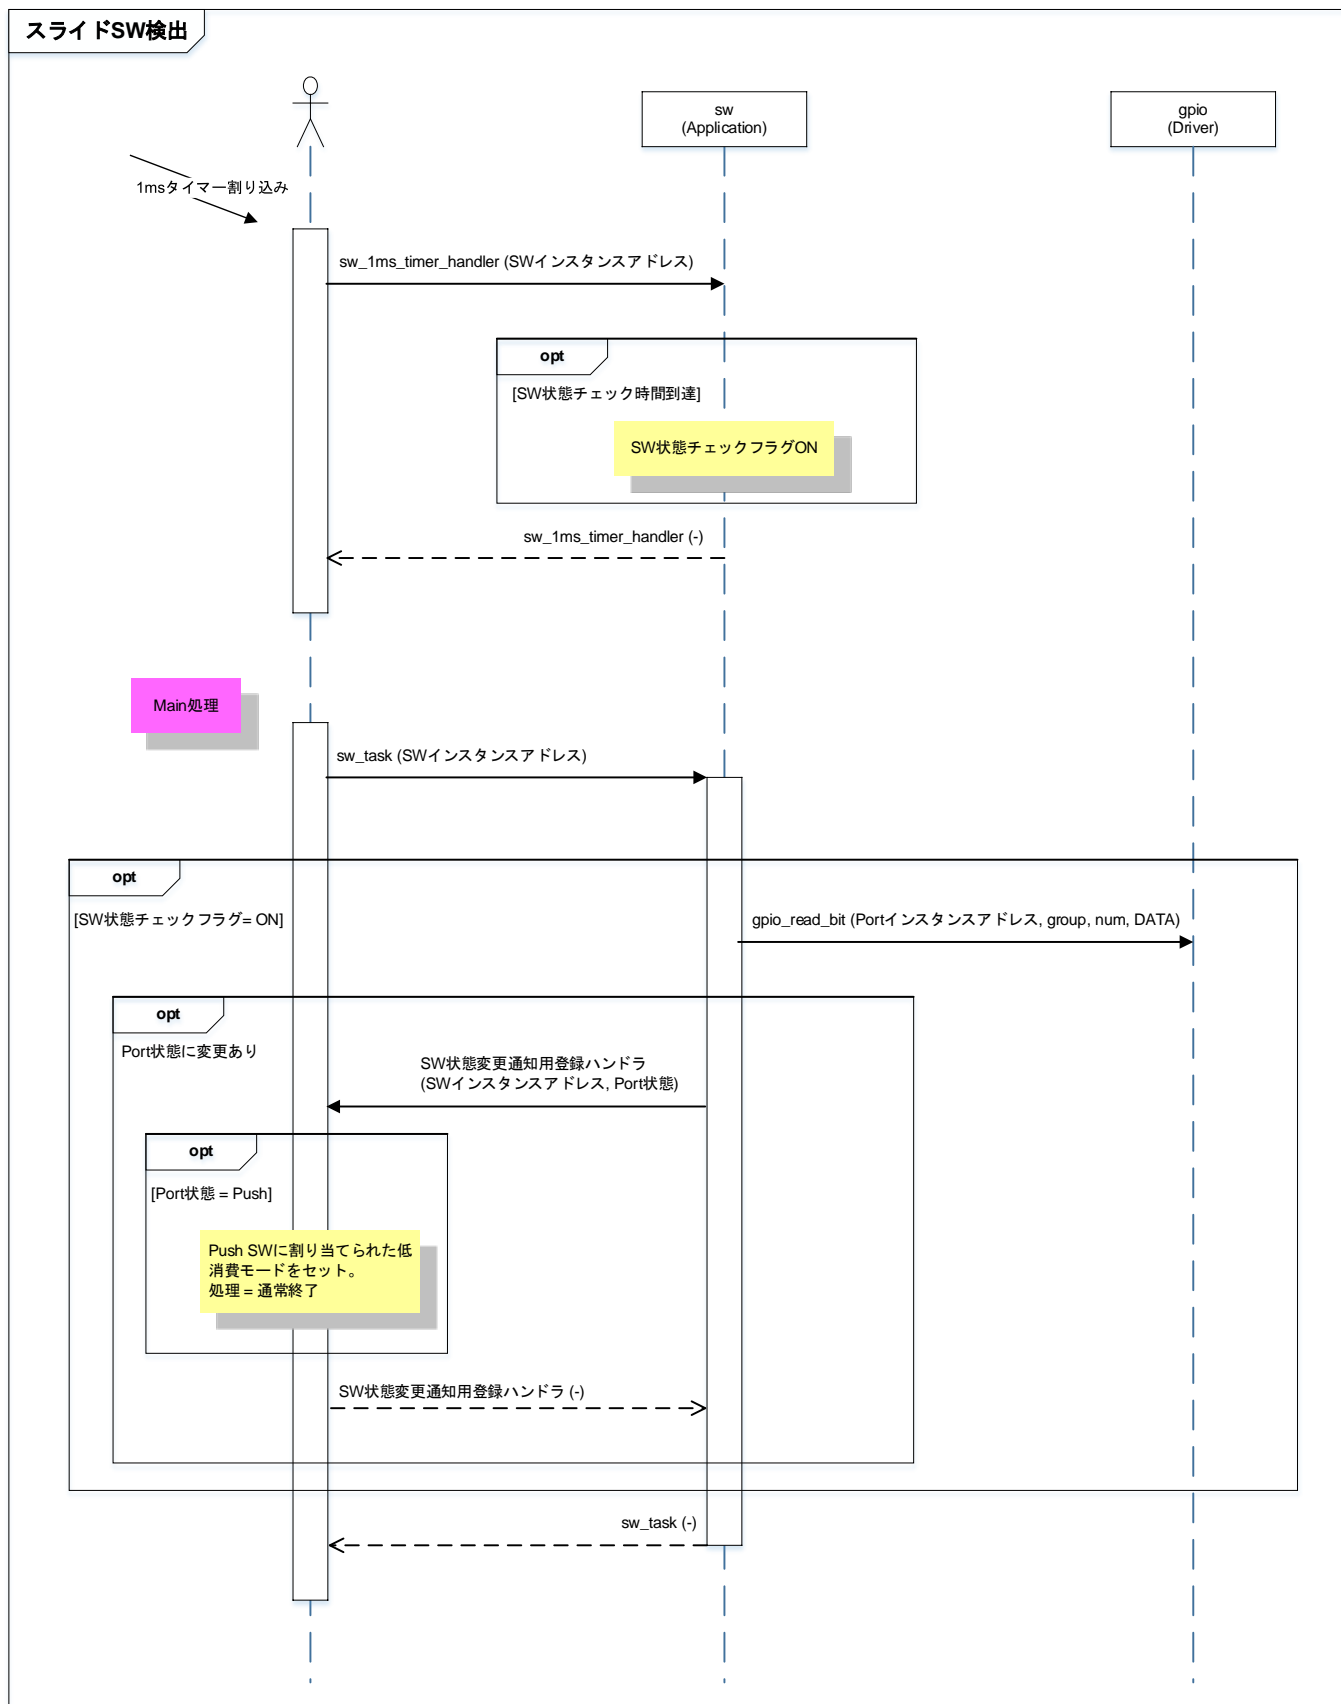 スライドSW検出
sw
(Application)
gpio
(Driver)
1msタイマー割り込み
sw_1ms_timer_handler (SWインスタンスアドレス)
opt
[SW状態チェック時間到達]
SW状態チェックフラグON
sw_1ms_timer_handler (-)
Main処理
sw_task (SWインスタンスアドレス)
opt
[SW状態チェックフラグ= ON]
gpio_read_bit (Portインスタンスアドレス, group, num, DATA)
opt
Port状態に変更あり
SW状態変更通知用登録ハンドラ
(SWインスタンスアドレス, Port状態)
opt
[Port状態 = Push]
Push SWに割り当てられた低
消費モードをセット。
処理 = 通常終了
SW状態変更通知用登録ハンドラ (-)
sw_task (-)